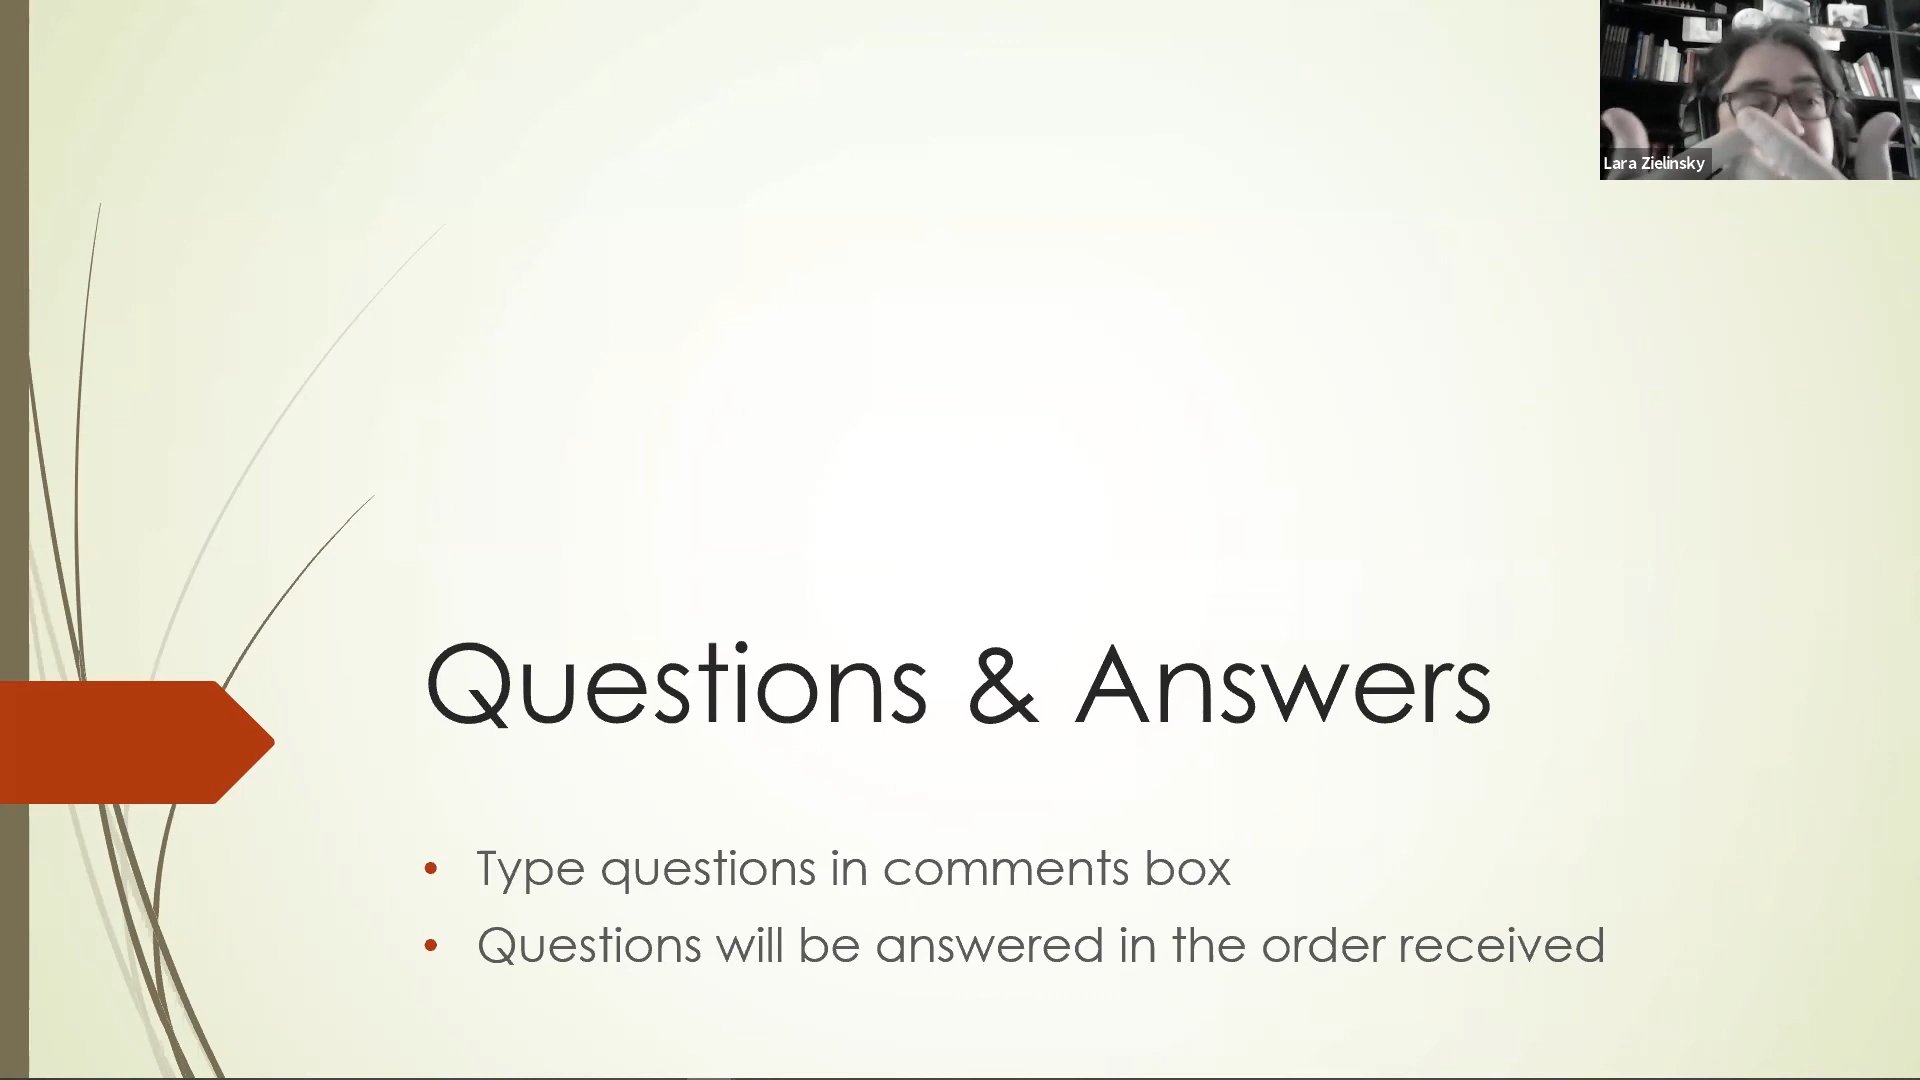 Lara Zielinsky
Questions & Answers
• Type questions in comments box
• Questions will be answered in the order received